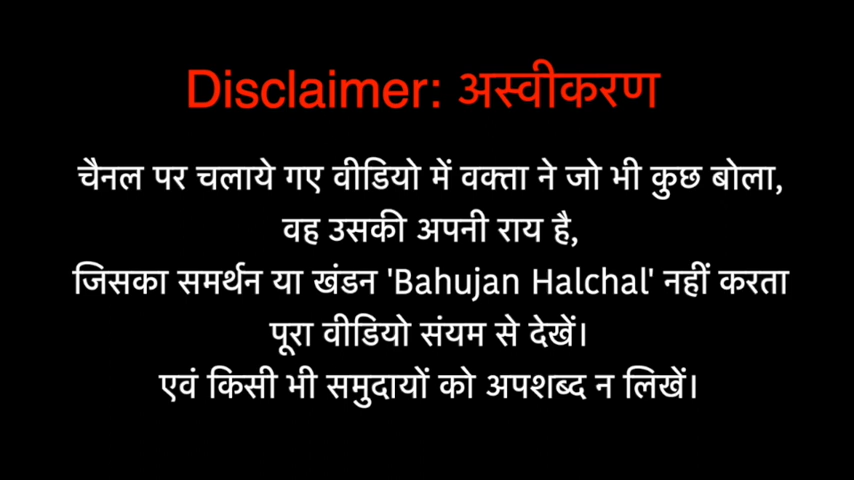 Disclaimer: अस्वीकरण
चैनल पर चलाये गए वीडियो में वक्ता ने जो भी कुछ बोला,
वह उसकी अपनी राय है,
जिसका समर्थन या खंडन 'Bahujan Halchal' नहीं करता
पूरा वीडियो संयम से देखें।
एवं किसी भी समुदायों को अपशब्द न लिखें।